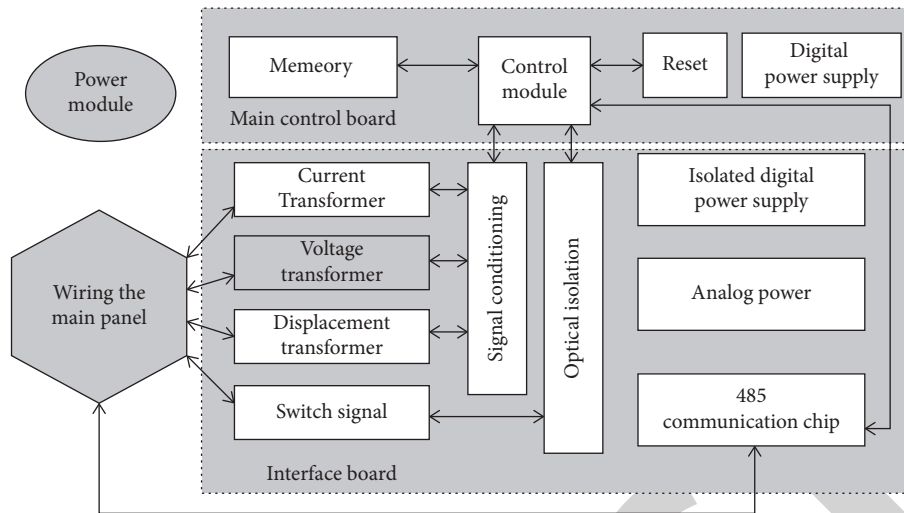 Power
module
Memeory
Control
module
Reset
Digital
power supply
Main control board
Wiring the
main panel
Current
Transformer
Voltage
transformer
Displacement
transformer
Switch signal
Signal conditioning
Optical isolation
Isolated digital
power supply
Analog power
485
communication chip
Interface board